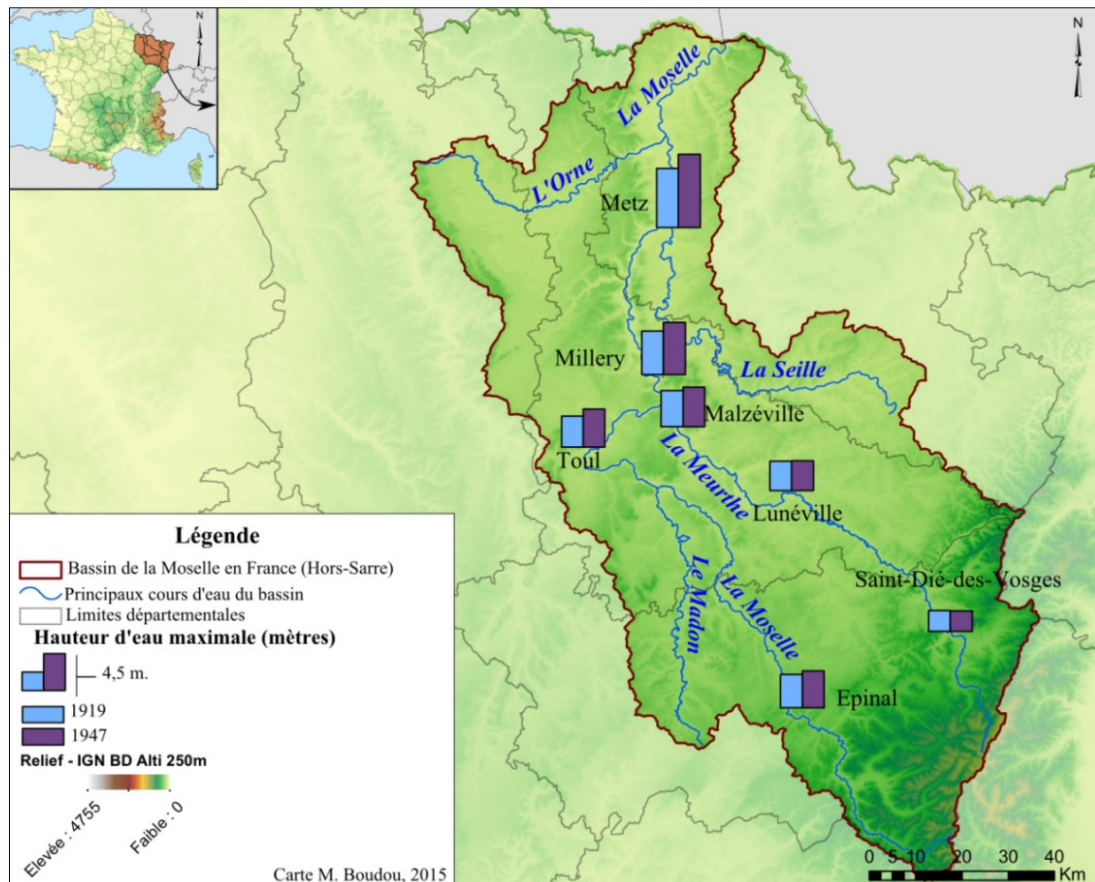 N
N
La Moselle
L'Orne
Metz
Millery
La Seille
Malzéville
Toul
La Meurthe
Lunéville
Saint-Dié-des-Vosges
Le Madon
La Moselle
Epinal
Légende
Bassin de la Moselle en France (Hors-Sarre)
Principaux cours d'eau du bassin
Limites départementales
Hauteur d'eau maximale (mètres)
4,5 m.
1919
1947
Relief - IGN BD Alti 250m
Elevée : 4755
Faible : 0
Carte M. Boudou, 2015
0 5 10 20 30 40
Km